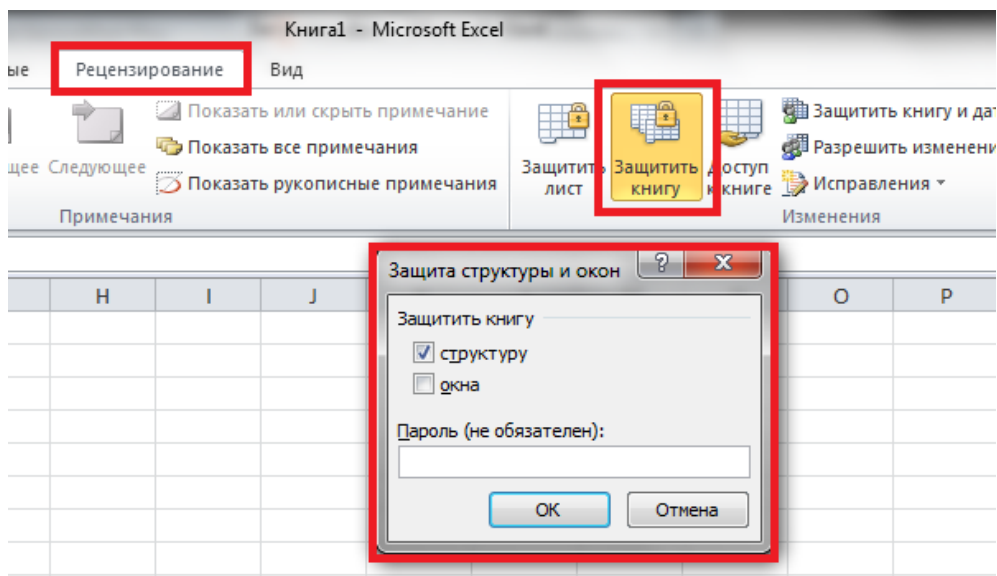 Книга1 - Microsoft Excel
ые Рецензирование Вид
Показать или скрыть примечание
Показать все примечания
Показать рукописные примечания
щее Следующее
Примечания
Защитить лист
Защитить книгу
Доступ к книге
Защитить книгу и дат
Разрешить изменени
Исправления
Изменения
H I J O P
Защита структуры и окон
Защитить книгу
структуру
окна
Пароль (не обязателен):
ОК Отмена